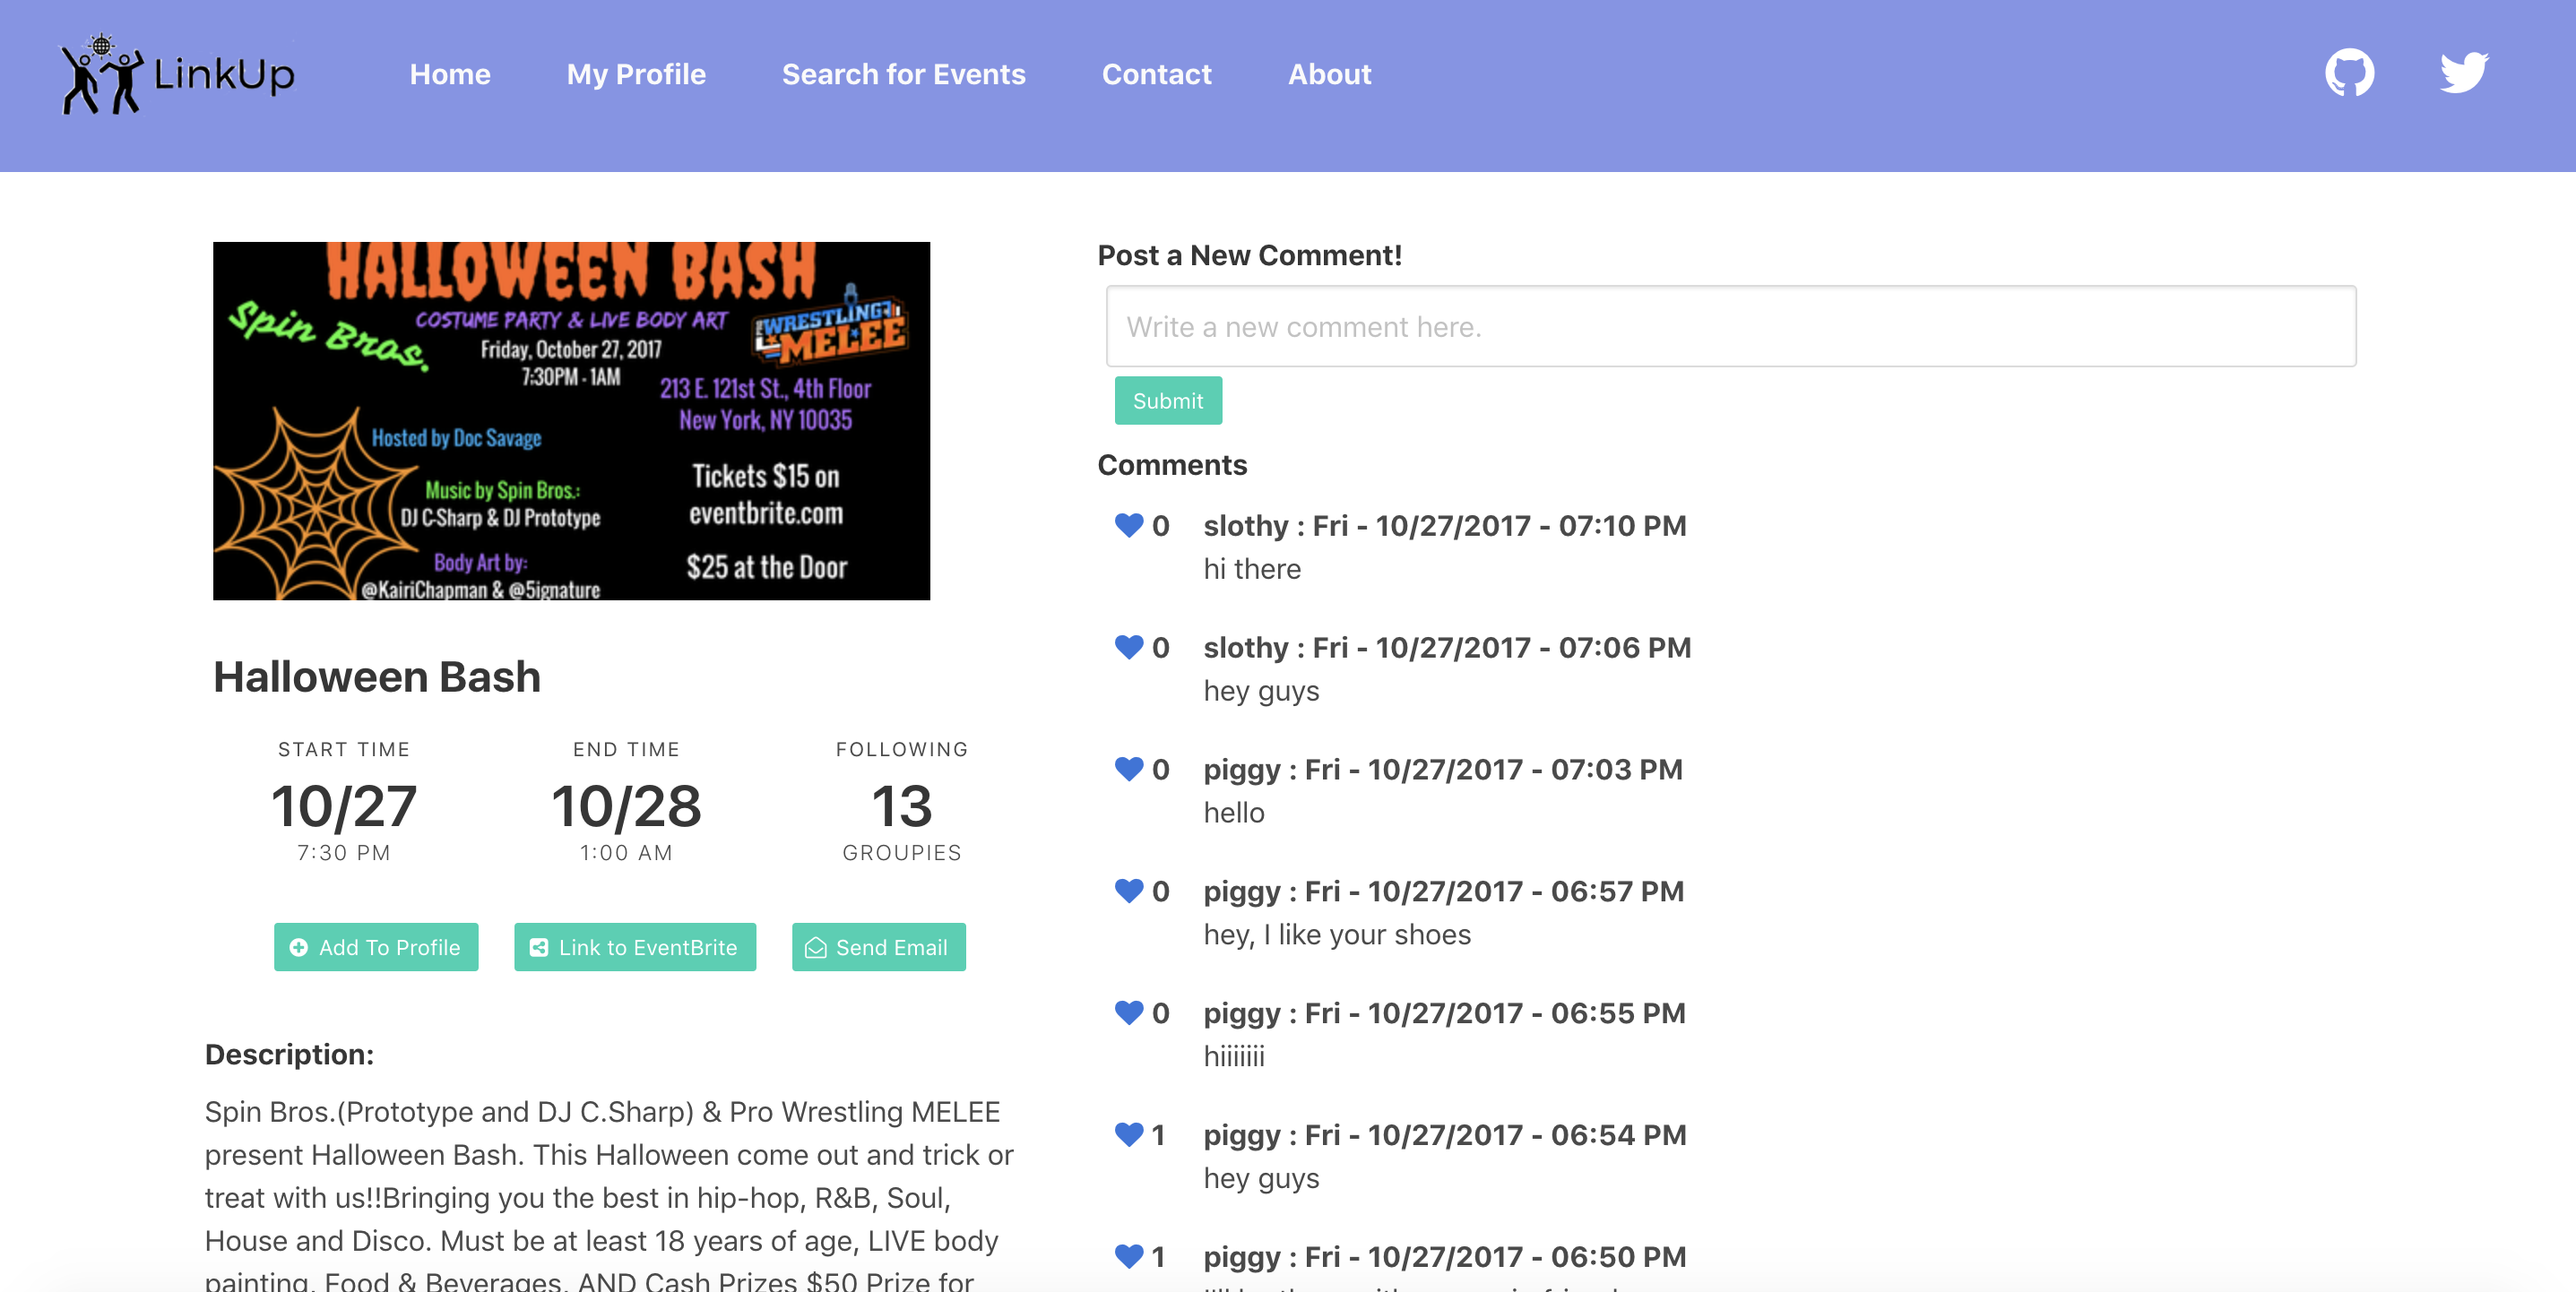 LinkUp
Home
My Profile
Search for Events
Contact
About
HALLOWEEN BASH
Spin Bros.
COSTUME PARTY & LIVE BODY ART
Friday, October 27, 2017
7:30PM - 1AM
PRO WRESTLING
MELEE
213 E. 121st St., 4th Floor
New York, NY 10035
Hosted by Doc Savage
Music by Spin Bros.:
DJ C-Sharp & DJ Prototype
Body Art by:
@KairiChapman & @5ignature
Tickets $15 on
eventbrite.com
$25 at the Door
Halloween Bash
START TIME
10/27
7:30 PM
END TIME
10/28
1:00 AM
FOLLOWING
13
GROUPIES
Add To Profile
Link to EventBrite
Send Email
Description:
Spin Bros.(Prototype and DJ C.Sharp) & Pro Wrestling MELEE
present Halloween Bash. This Halloween come out and trick or
treat with us!!Bringing you the best in hip-hop, R&B, Soul,
House and Disco. Must be at least 18 years of age, LIVE body
painting, Food & Beverages, AND Cash Prizes $50 Prize for
Post a New Comment!
Write a new comment here.
Submit
Comments
0 slothy : Fri - 10/27/2017 - 07:10 PM
hi there
0 slothy : Fri - 10/27/2017 - 07:06 PM
hey guys
0 piggy : Fri - 10/27/2017 - 07:03 PM
hello
0 piggy : Fri - 10/27/2017 - 06:57 PM
hey, I like your shoes
0 piggy : Fri - 10/27/2017 - 06:55 PM
hiiiiiii
1 piggy : Fri - 10/27/2017 - 06:54 PM
hey guys
1 piggy : Fri - 10/27/2017 - 06:50 PM